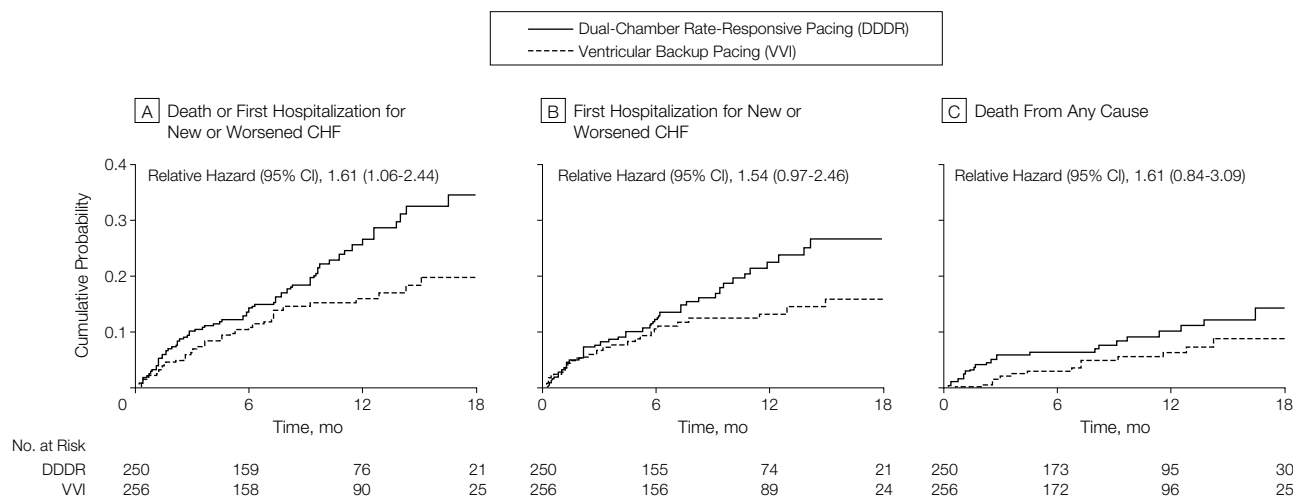 Dual-Chamber Rate-Responsive Pacing (DDDR)
Ventricular Backup Pacing (VVI)
A Death or First Hospitalization for
New or Worsened CHF
B First Hospitalization for New or
Worsened CHF
C Death From Any Cause
Relative Hazard (95% CI), 1.61 (1.06-2.44)
Relative Hazard (95% CI), 1.54 (0.97-2.46)
Relative Hazard (95% CI), 1.61 (0.84-3.09)
Cumulative Probability
0.4
0.3
0.2
0.1
0 6 12 18
0 6 12 18
0 6 12 18
Time, mo
Time, mo
Time, mo
No. at Risk
DDDR 250 159 76 21 250 155 74 21 250 173 95 30
VVI 256 158 90 25 256 156 89 24 256 172 96 25